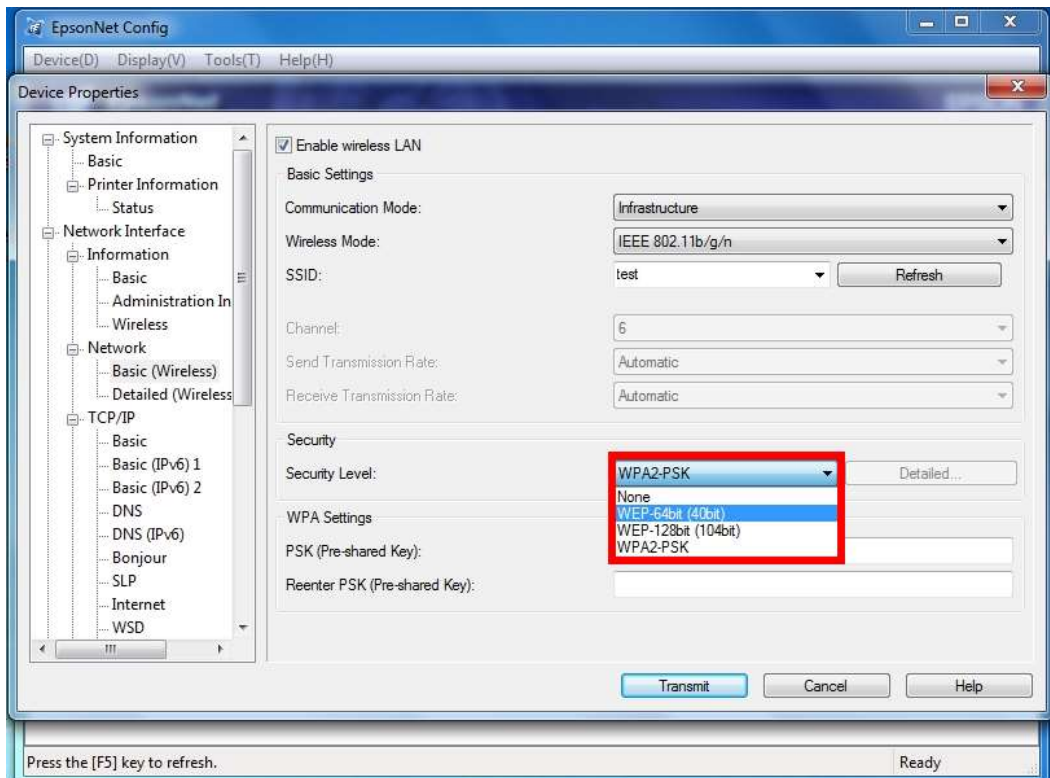 EpsonNet Config
Device(D) Display(V) Tools(T) Help(H)
Device Properties
System Information
Basic
Printer Information
Status
Network Interface
Information
Basic
Administration In
Wireless
Network
Basic (Wireless)
Detailed (Wireless
TCP/IP
Basic
Basic (IPv6) 1
Basic (IPv6) 2
DNS
DNS (IPv6)
Bonjour
SLP
Internet
WSD
Enable wireless LAN
Basic Settings
Communication Mode: Infrastructure
Wireless Mode: IEEE 802.11b/g/n
SSID: test Refresh
Channel: 6
Send Transmission Rate: Automatic
Receive Transmission Rate: Automatic
Security
Security Level: WPA2-PSK Detailed...
None
WEP-64bit (40bit)
WEP-128bit (104bit)
WPA2-PSK
WPA Settings
PSK (Pre-shared Key):
Reenter PSK (Pre-shared Key):
Transmit Cancel Help
Press the [F5] key to refresh. Ready